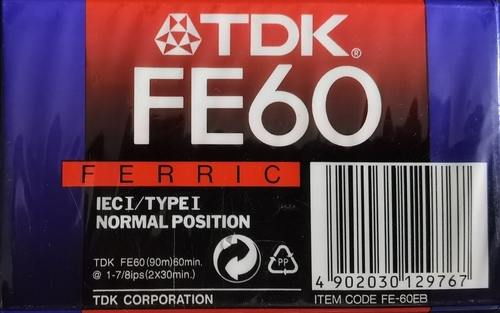 TDK®
FE60
FERRIC
IEC I/TYPE I
NORMAL POSITION
TDK FE60(90m)60min.
@ 1-7/8ips(2X30min.)
PP
TDK CORPORATION
4 902030 129767
ITEM CODE FE-60EB